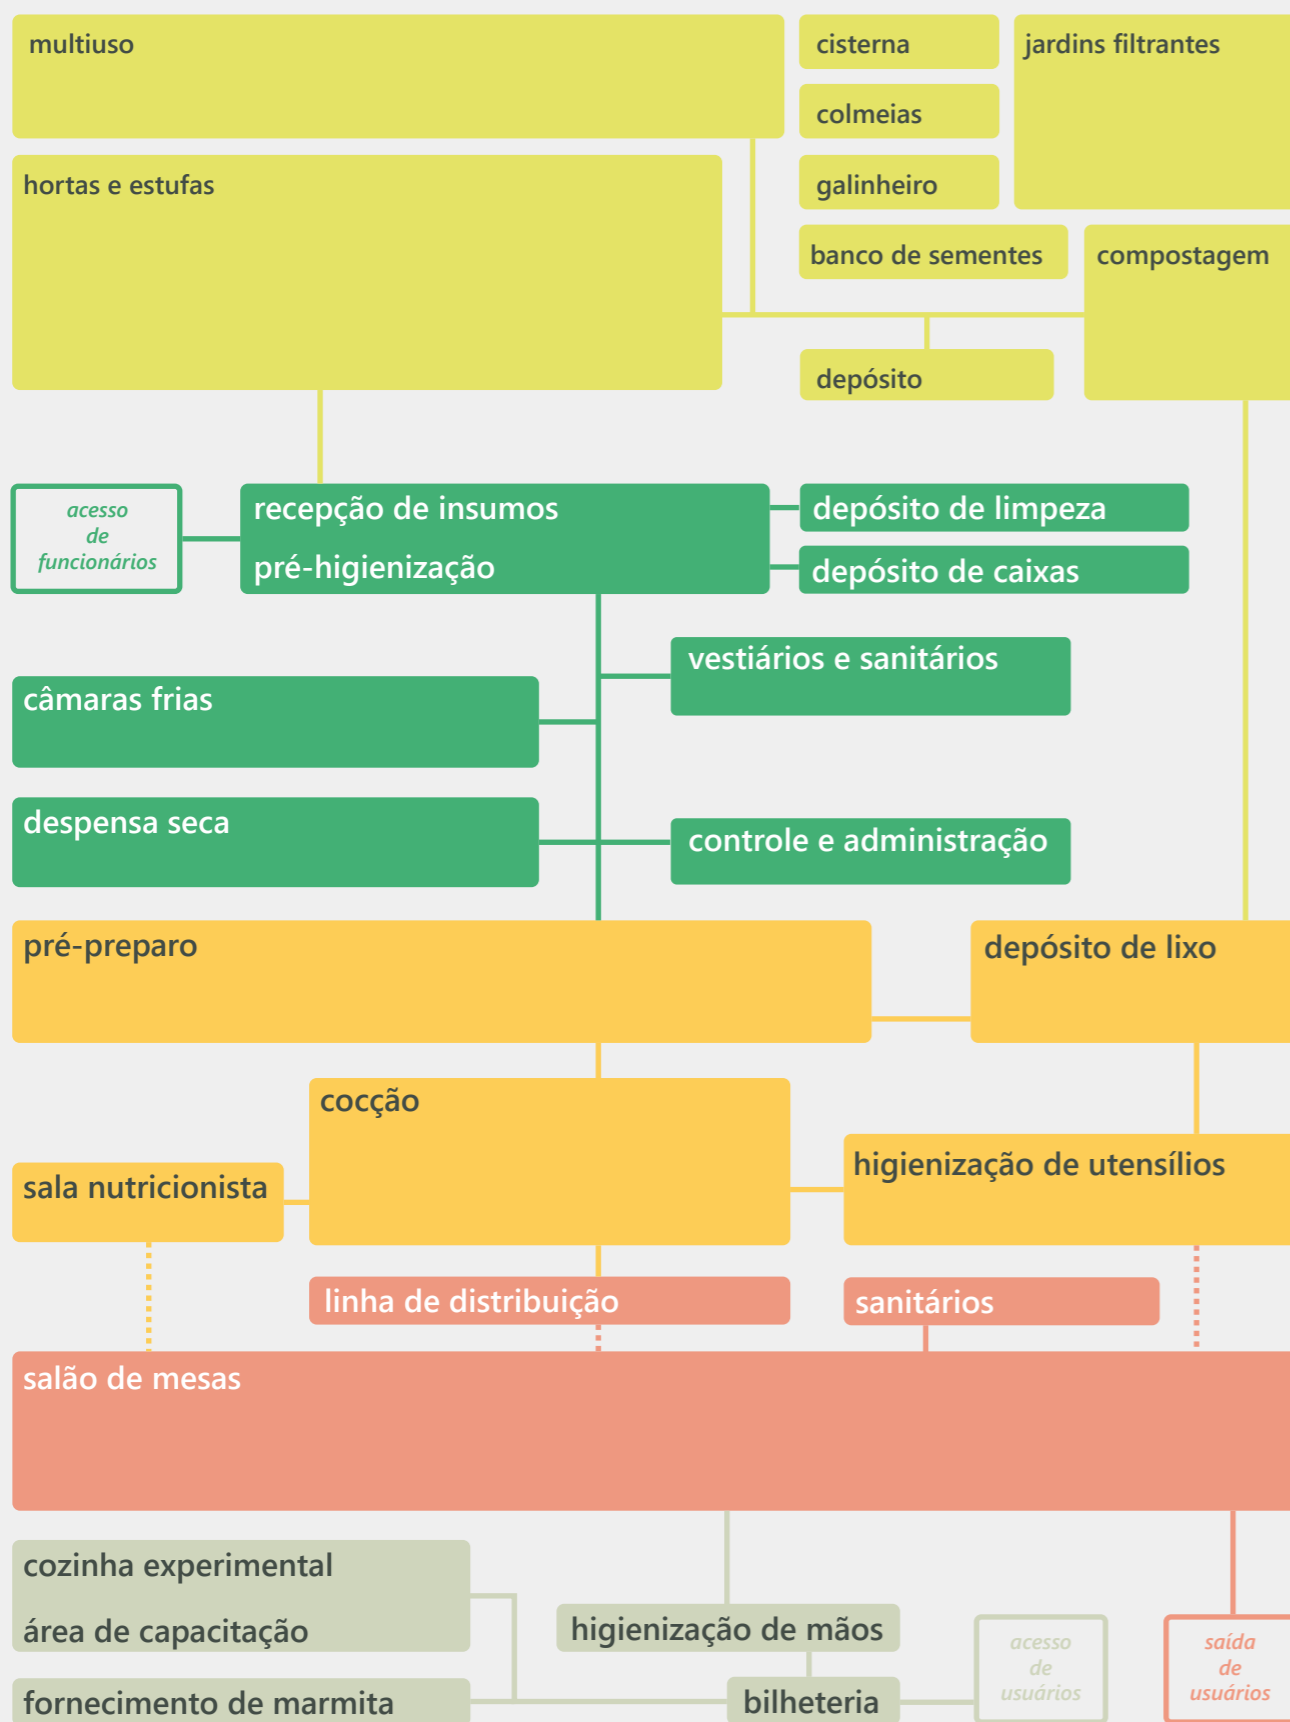 multiuso
cisterna
jardins filtrantes
colmeias
hortas e estufas
galinheiro
banco de sementes
compostagem
depósito
acesso
de
funcionários
recepção de insumos
pré-higienização
depósito de limpeza
depósito de caixas
vestiários e sanitários
câmaras frias
despensa seca
controle e administração
pré-preparo
depósito de lixo
cocção
higienização de utensílios
sala nutricionista
linha de distribuição
sanitários
salão de mesas
cozinha experimental
área de capacitação
higienização de mãos
acesso
de
usuários
saída
de
usuários
fornecimento de marmita
bilheteria